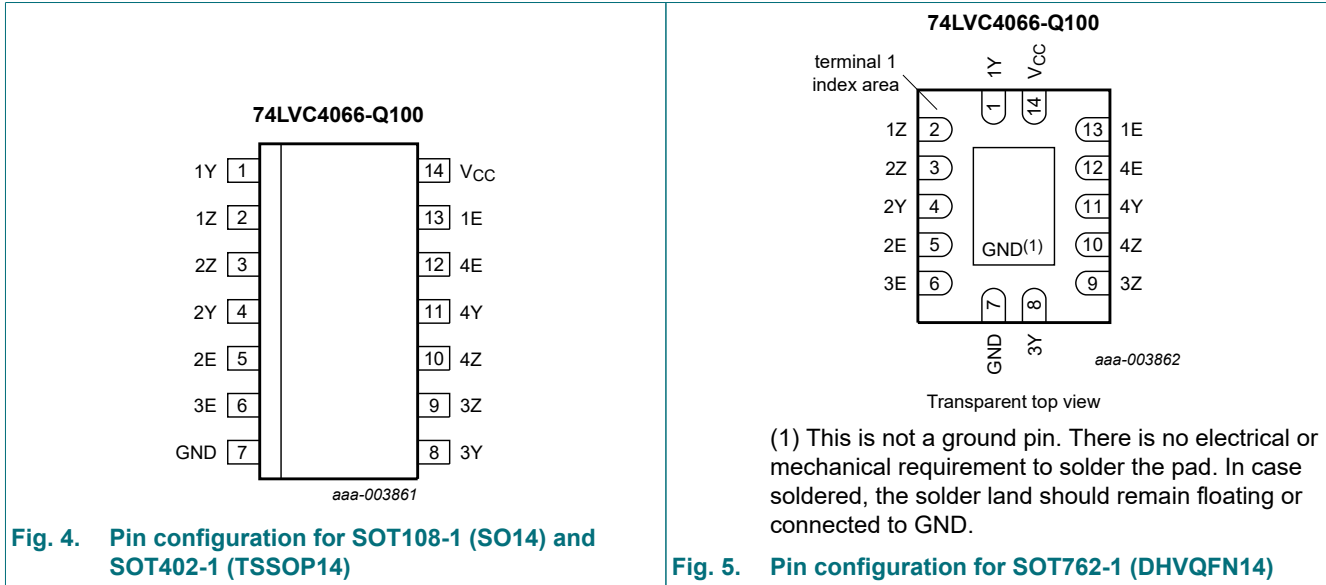 74LVC4066-Q100
1Y 1
1Z 2
2Z 3
2Y 4
2E 5
3E 6
GND 7
14 VCC
13 1E
12 4E
11 4Y
10 4Z
9 3Z
8 3Y
aaa-003861
Fig. 4. Pin configuration for SOT108-1 (SO14) and
SOT402-1 (TSSOP14)
74LVC4066-Q100
terminal 1
index area
1Y
VCC
1
14
1Z 2
2Z 3
2Y 4
2E 5
3E 6
13 1E
12 4E
11 4Y
10 4Z
9 3Z
GND(1)
7
8
GND
3Y
aaa-003862
Transparent top view
(1) This is not a ground pin. There is no electrical or
mechanical requirement to solder the pad. In case
soldered, the solder land should remain floating or
connected to GND.
Fig. 5. Pin configuration for SOT762-1 (DHVQFN14)